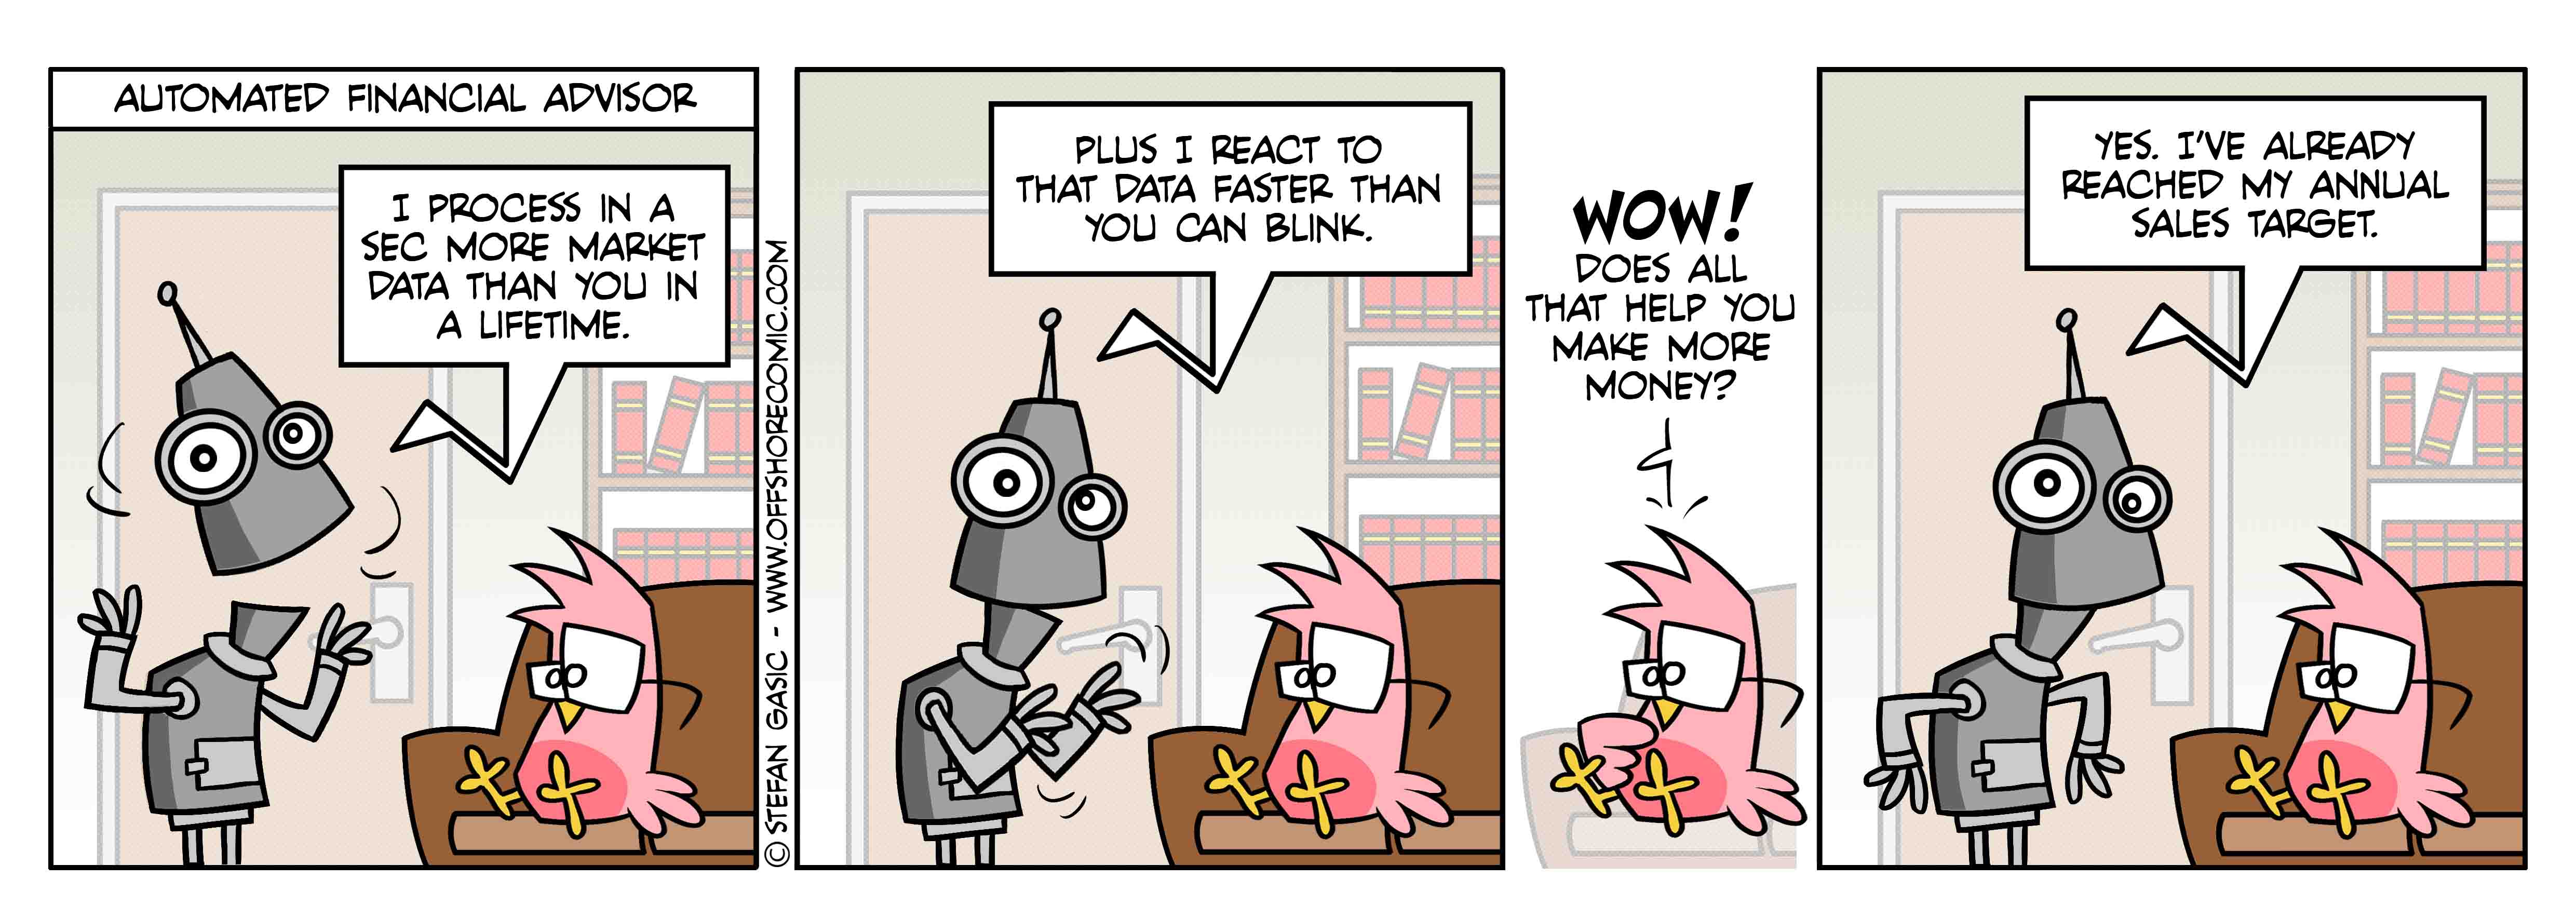 AUTOMATED FINANCIAL ADVISOR
I PROCESS IN A
SEC MORE MARKET
DATA THAN YOU IN
A LIFETIME.
© STEFAN GASIC - WWW.OFFSHORECOMIC.COM
PLUS I REACT TO
THAT DATA FASTER THAN
YOU CAN BLINK.
WOW!
DOES ALL
THAT HELP YOU
MAKE MORE
MONEY?
YES. I'VE ALREADY
REACHED MY ANNUAL
SALES TARGET.